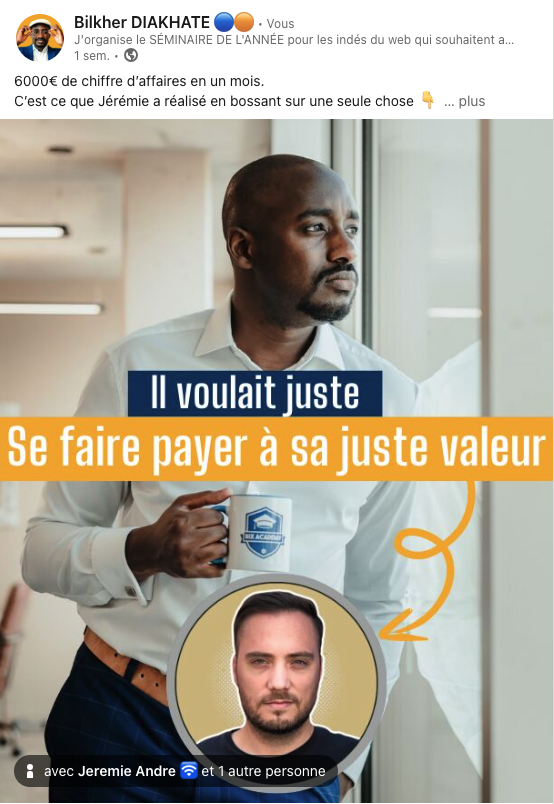 Bilkher DIAKHATE 🔵🟠 • Vous
J'organise le SÉMINAIRE DE L'ANNÉE pour les indés du web qui souhaitent a...
1 sem. •
6000€ de chiffre d'affaires en un mois.
C'est ce que Jérémie a réalisé en bossant sur une seule chose 👇 ... plus
Il voulait juste
Se faire payer à sa juste valeur
BIX ACADEMY
avec Jeremie Andre 🛜 et 1 autre personne